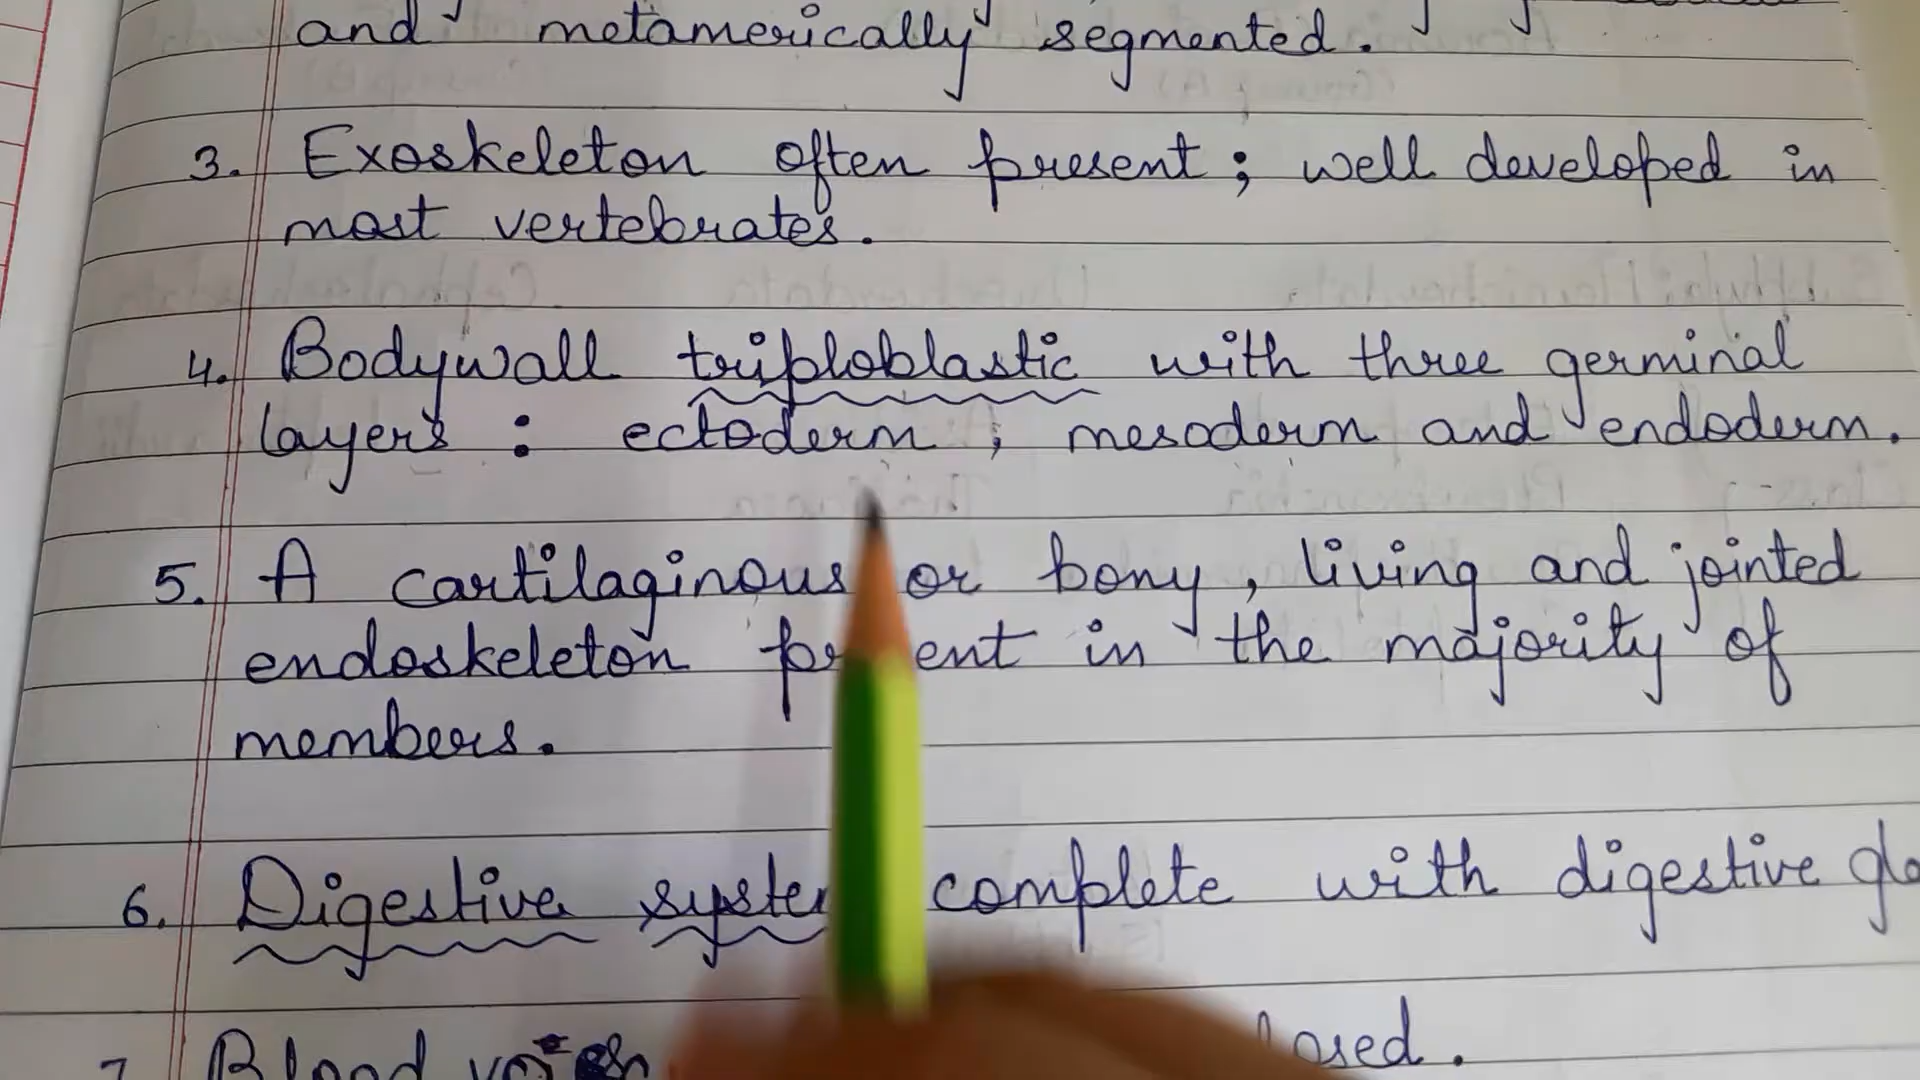 and metamerically segmented.
3. Exoskeleton often present; well developed in
most vertebrates.
4. Bodywall triploblastic with three germinal
layers : ectoderm ; mesoderm and endoderm.
5. A cartilaginous or bony, living and jointed
endoskeleton in the majority of
members.
6. Digestive complete with digestive
7. Blood